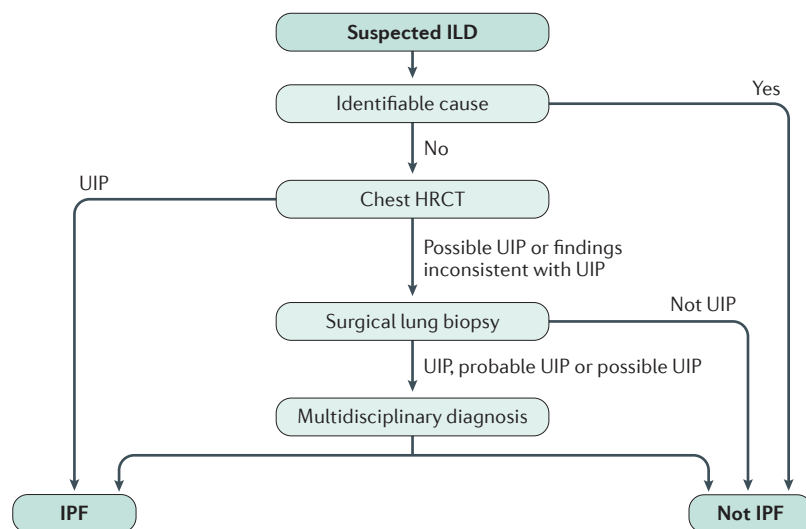 Suspected ILD
Yes
Identifiable cause
No
UIP
Chest HRCT
Possible UIP or findings
inconsistent with UIP
Not UIP
Surgical lung biopsy
UIP, probable UIP or possible UIP
Multidisciplinary diagnosis
IPF
Not IPF